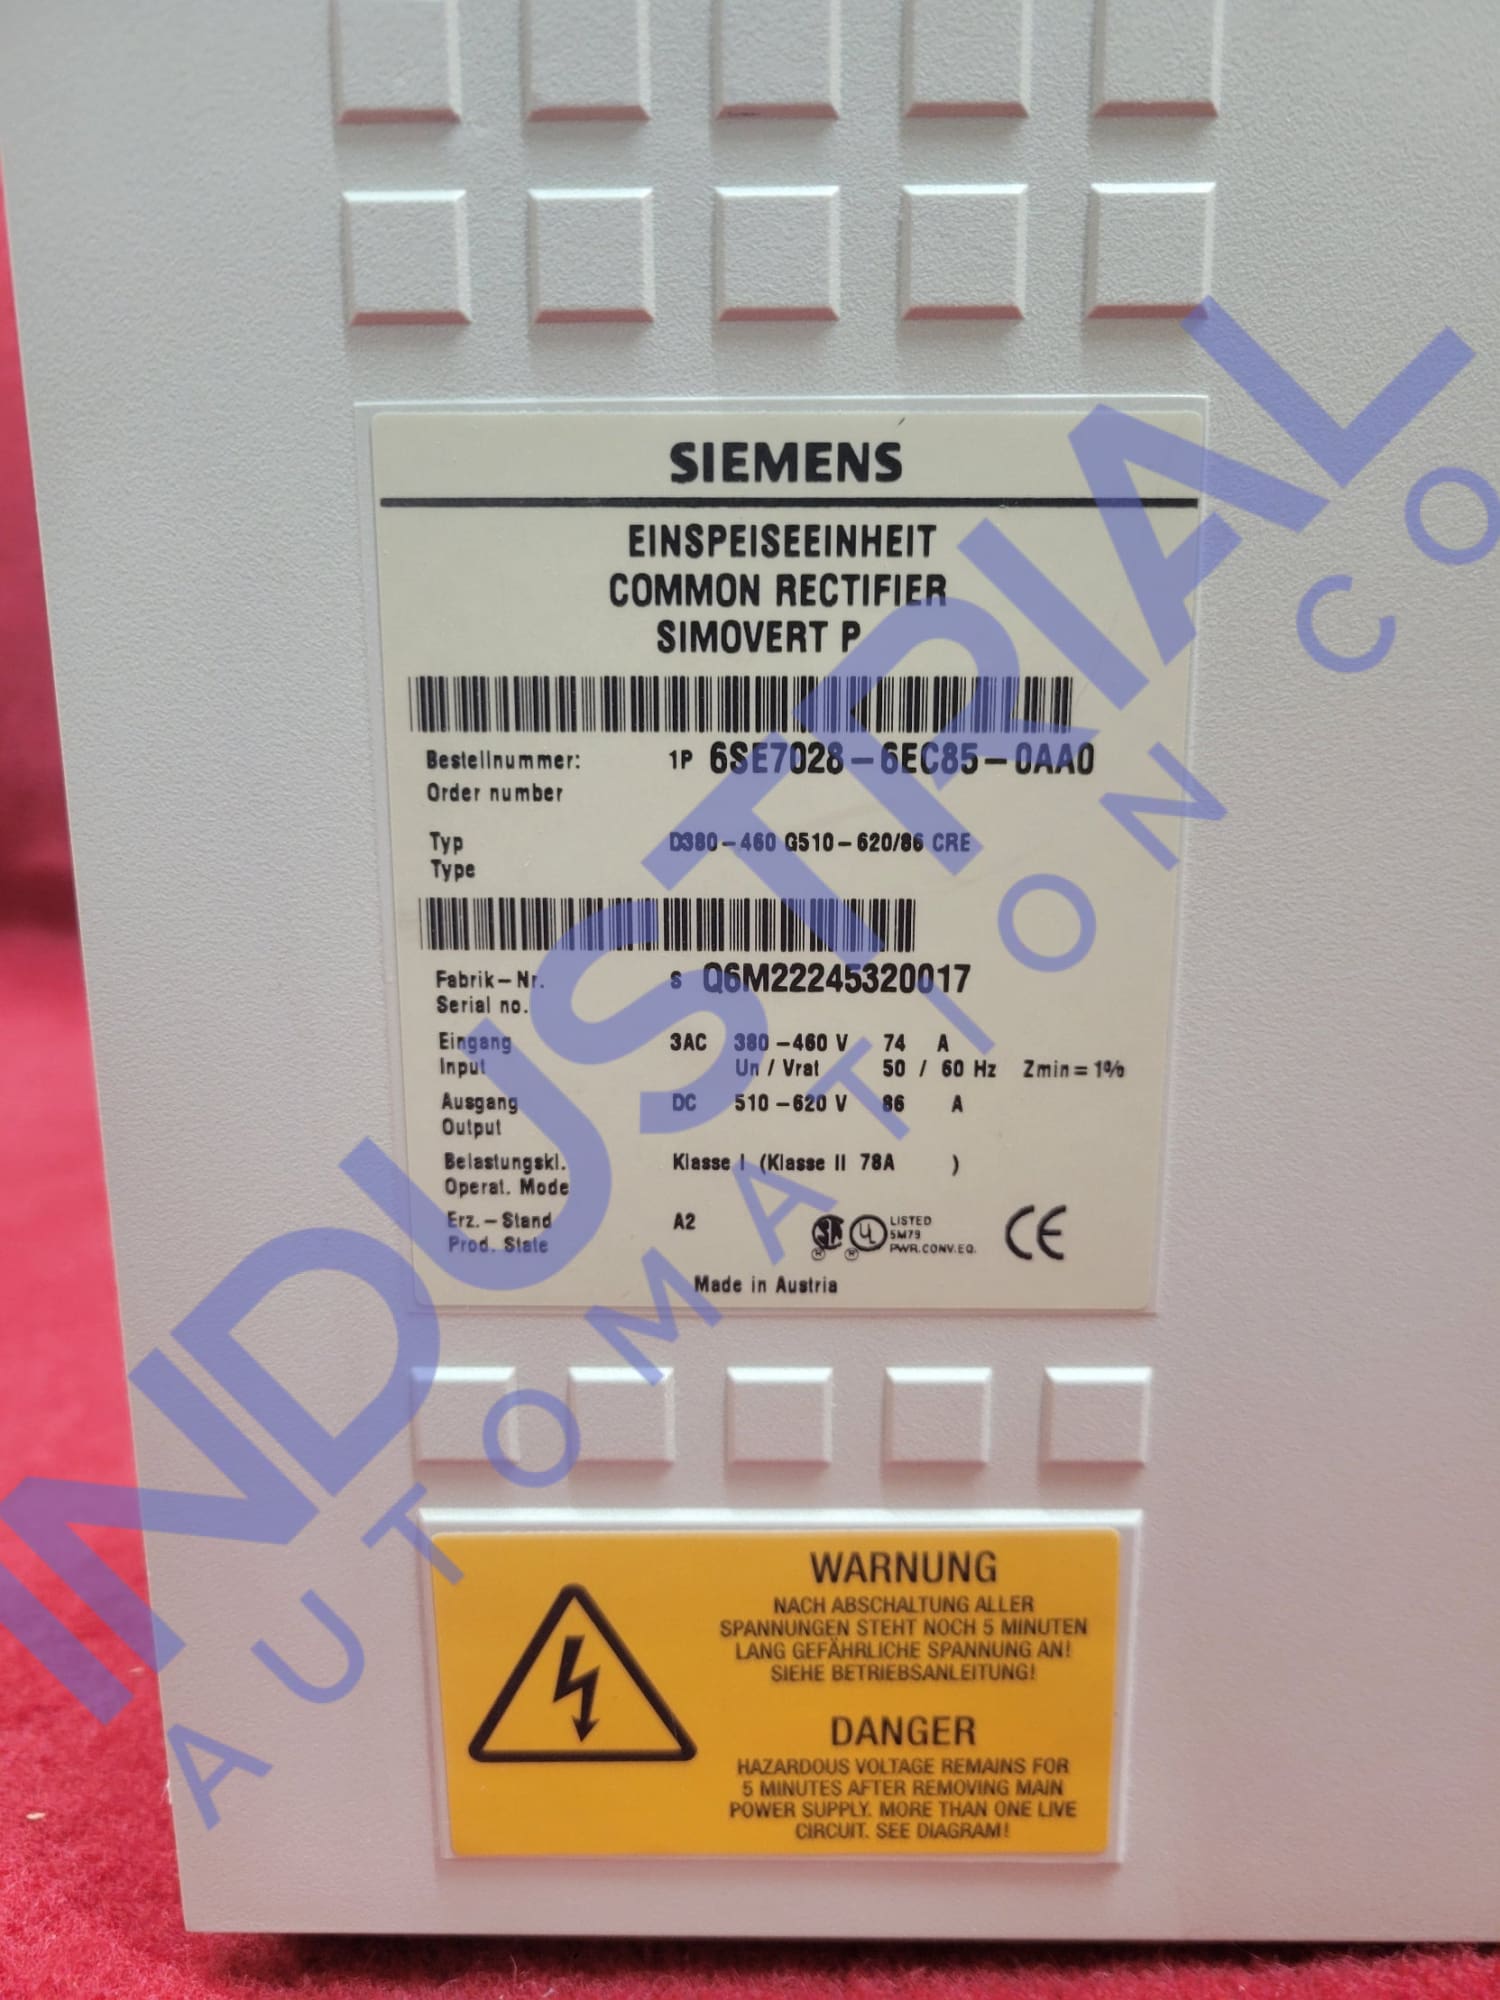 SIEMENS
EINSPEISEEINHEIT
COMMON RECTIFIER
SIMOVERT P
Bestellnummer: 1P 6SE7028-6EC85-0AA0
Order number
Typ D380-460 G510-620/86 CRE
Type
Fabrik-Nr. S Q6M22245320017
Serial no.
Eingang 3AC 380-460 V 74 A
Input Un / Vrat 50 / 60 Hz Zmin=1%
Ausgang DC 510-620 V 86 A
Output
Belastungskl. Klasse I (Klasse II 78A )
Operat. Mode
Erz.-Stand A2
Prod. State
LISTED
5M79
PWR.CONV.EQ.
CE
Made in Austria
WARNUNG
NACH ABSCHALTUNG ALLER
SPANNUNGEN STEHT NOCH 5 MINUTEN
LANG GEFÄHRLICHE SPANNUNG AN!
SIEHE BETRIEBSANLEITUNG!
DANGER
HAZARDOUS VOLTAGE REMAINS FOR
5 MINUTES AFTER REMOVING MAIN
POWER SUPPLY. MORE THAN ONE LIVE
CIRCUIT. SEE DIAGRAM!
INDUSTRIAL
AUTOMATION CO